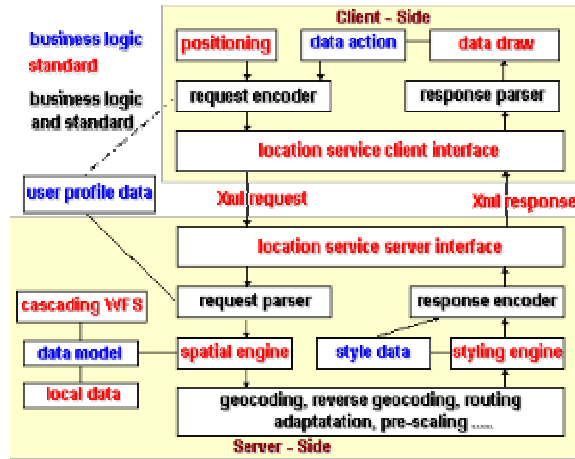 Client - Side
business logic
standard
business logic
and standard
positioning
data action
data draw
request encoder
response parser
location service client interface
user profile data
Xml request
Xml response
location service server interface
cascading WFS
request parser
response encoder
data model
spatial engine
style data
styling engine
local data
geocoding, reverse geocoding, routing
adaptatation, pre-scaling .....
Server - Side